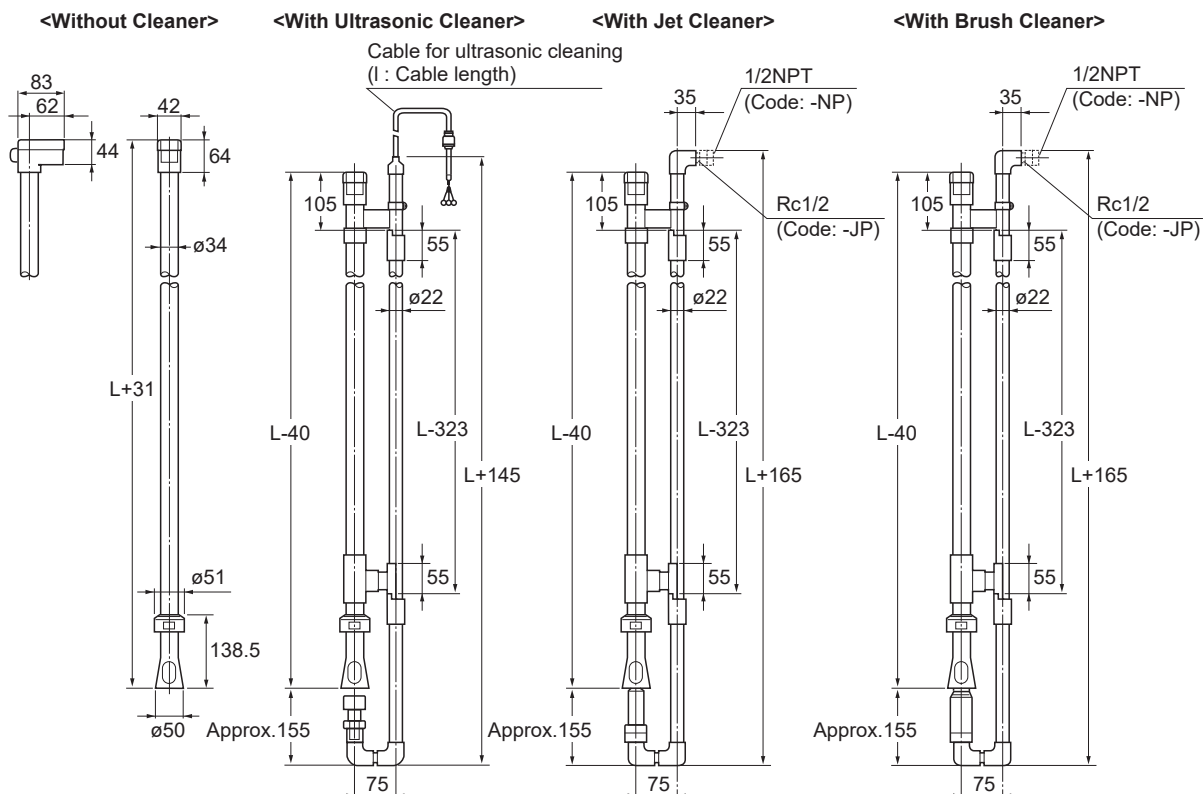 <Without Cleaner>
83
62
42
44
64
ø34
L+31
ø51
138.5
ø50
<With Ultrasonic Cleaner>
Cable for ultrasonic cleaning
(l : Cable length)
105
55
ø22
L-40
L-323
L+145
55
Approx.155
75
<With Jet Cleaner>
35
1/2NPT
(Code: -NP)
Rc1/2
(Code: -JP)
105
55
ø22
L-40
L-323
L+165
55
Approx.155
75
<With Brush Cleaner>
35
1/2NPT
(Code: -NP)
Rc1/2
(Code: -JP)
105
55
ø22
L-40
L-323
L+165
55
Approx.155
75